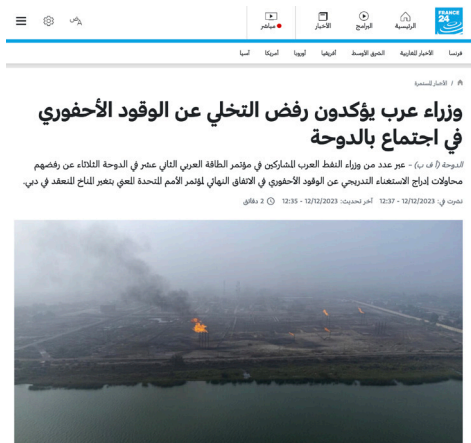 FRANCE
24
الرئيسية
البرامج
الأخبار
مباشر
فرنسا
الأخبار المغاربية
الشرق الأوسط
أفريقيا
أوروبا
أمريكا
آسيا
/ الأخبار المستمرة
وزراء عرب يؤكدون رفض التخلي عن الوقود الأحفوري
في اجتماع بالدوحة
الدوحة (أ ف ب) – عبر عدد من وزراء النفط العرب المشاركين في مؤتمر الطاقة العربي الثاني عشر في الدوحة الثلاثاء عن رفضهم
محاولات إدراج الاستغناء التدريجي عن الوقود الأحفوري في الاتفاق النهائي لمؤتمر الأمم المتحدة المعني بتغير المناخ المنعقد في دبي.
نشرت في: 12/12/2023 - 12:37 آخر تحديث: 12/12/2023 - 12:35 2 دقائق